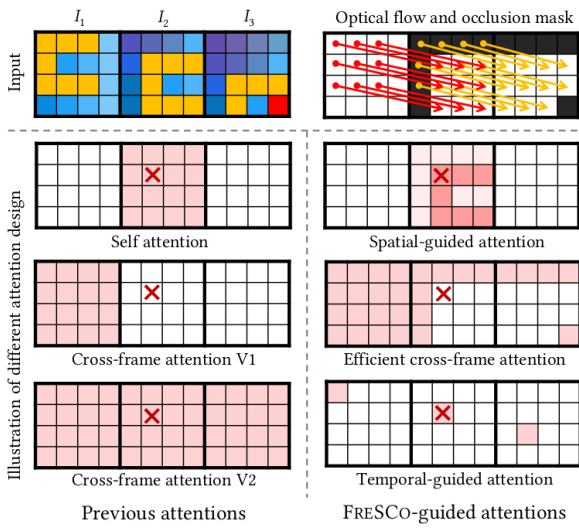 I1 I2 I3
Optical flow and occlusion mask
Input
Illustration of different attention design
Self attention
Spatial-guided attention
Cross-frame attention V1
Efficient cross-frame attention
Cross-frame attention V2
Temporal-guided attention
Previous attentions
FRESCO-guided attentions